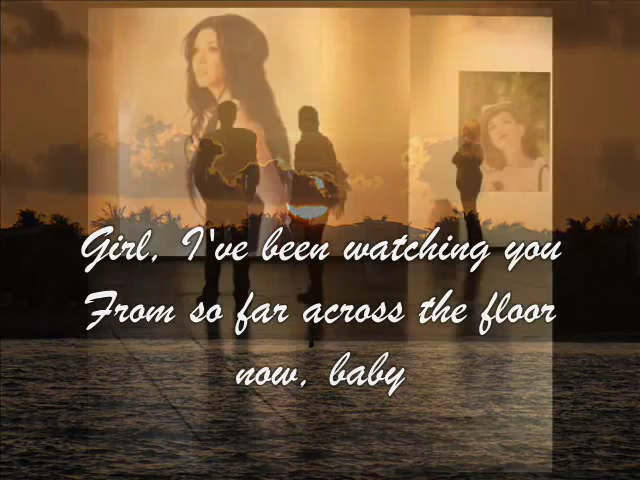 Girl, I've been watching you
From so far across the floor
now, baby